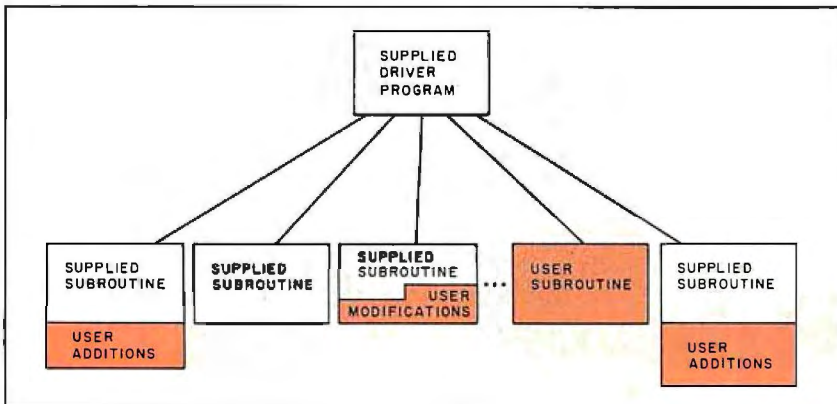 SUPPLIED
DRIVER
PROGRAM
SUPPLIED
SUBROUTINE
USER
ADDITIONS
SUPPLIED
SUBROUTINE
SUPPLIED
SUBROUTINE
USER
MODIFICATIONS
...
USER
SUBROUTINE
SUPPLIED
SUBROUTINE
USER
ADDITIONS